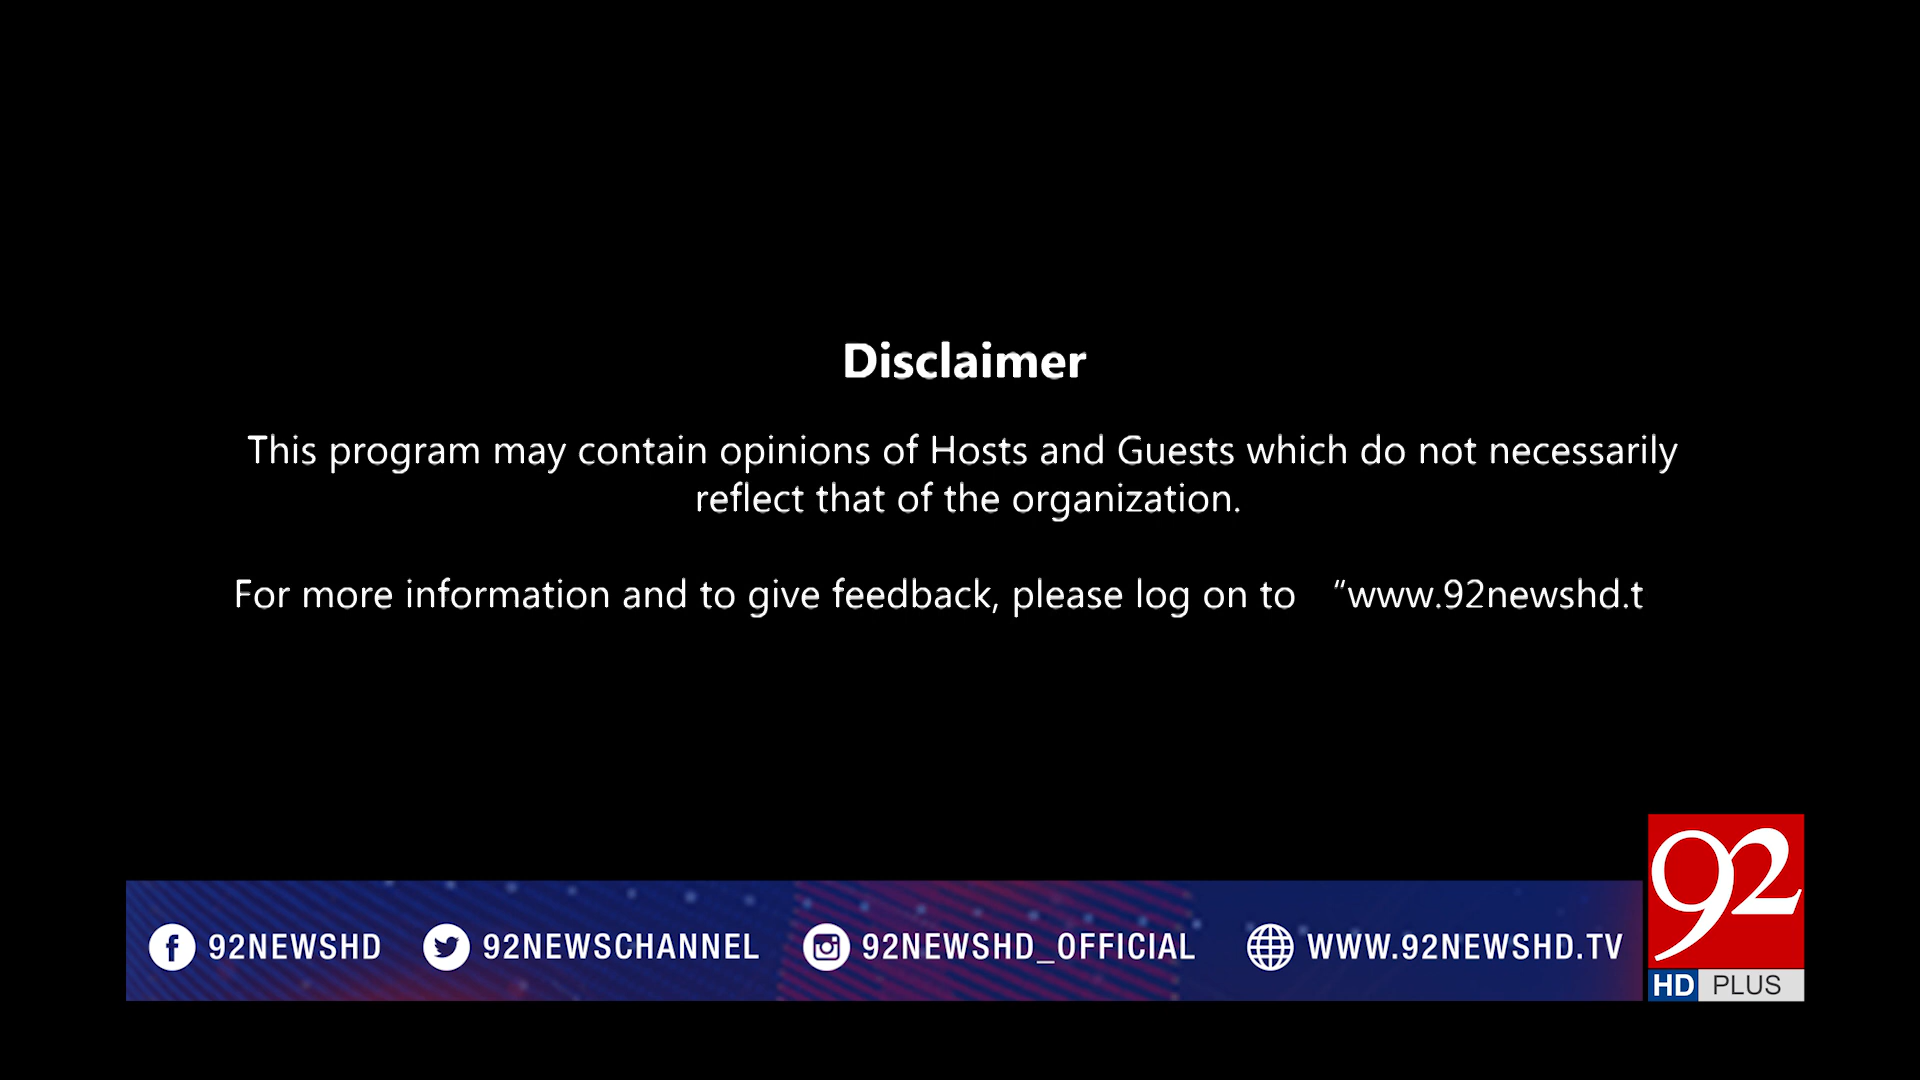 Disclaimer
This program may contain opinions of Hosts and Guests which do not necessarily
reflect that of the organization.
For more information and to give feedback, please log on to “www.92newshd.t
92NEWSHD 92NEWSCHANNEL 92NEWSHD_OFFICIAL WWW.92NEWSHD.TV
92
HD PLUS